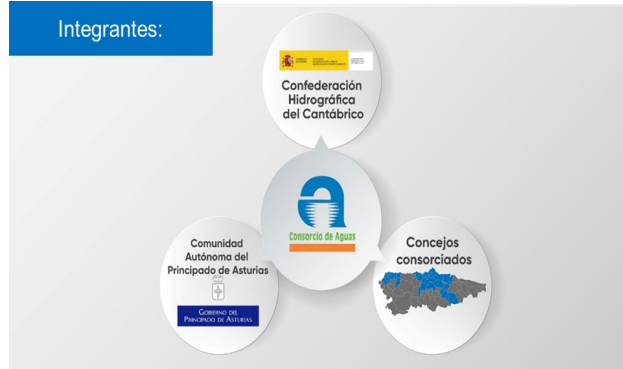 Integrantes:
Confederación
Hidrográfica
del Cantábrico
Consorcio de Aguas
Comunidad
Autónoma del
Principado de Asturias
GOBIERNO DEL
PRINCIPADO DE ASTURIAS
Concejos
consorciados